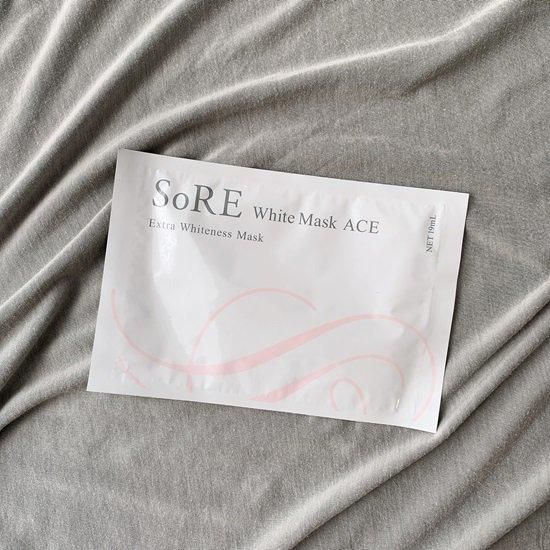 SoRE White Mask ACE
Extra Whiteness Mask
NET 19mL